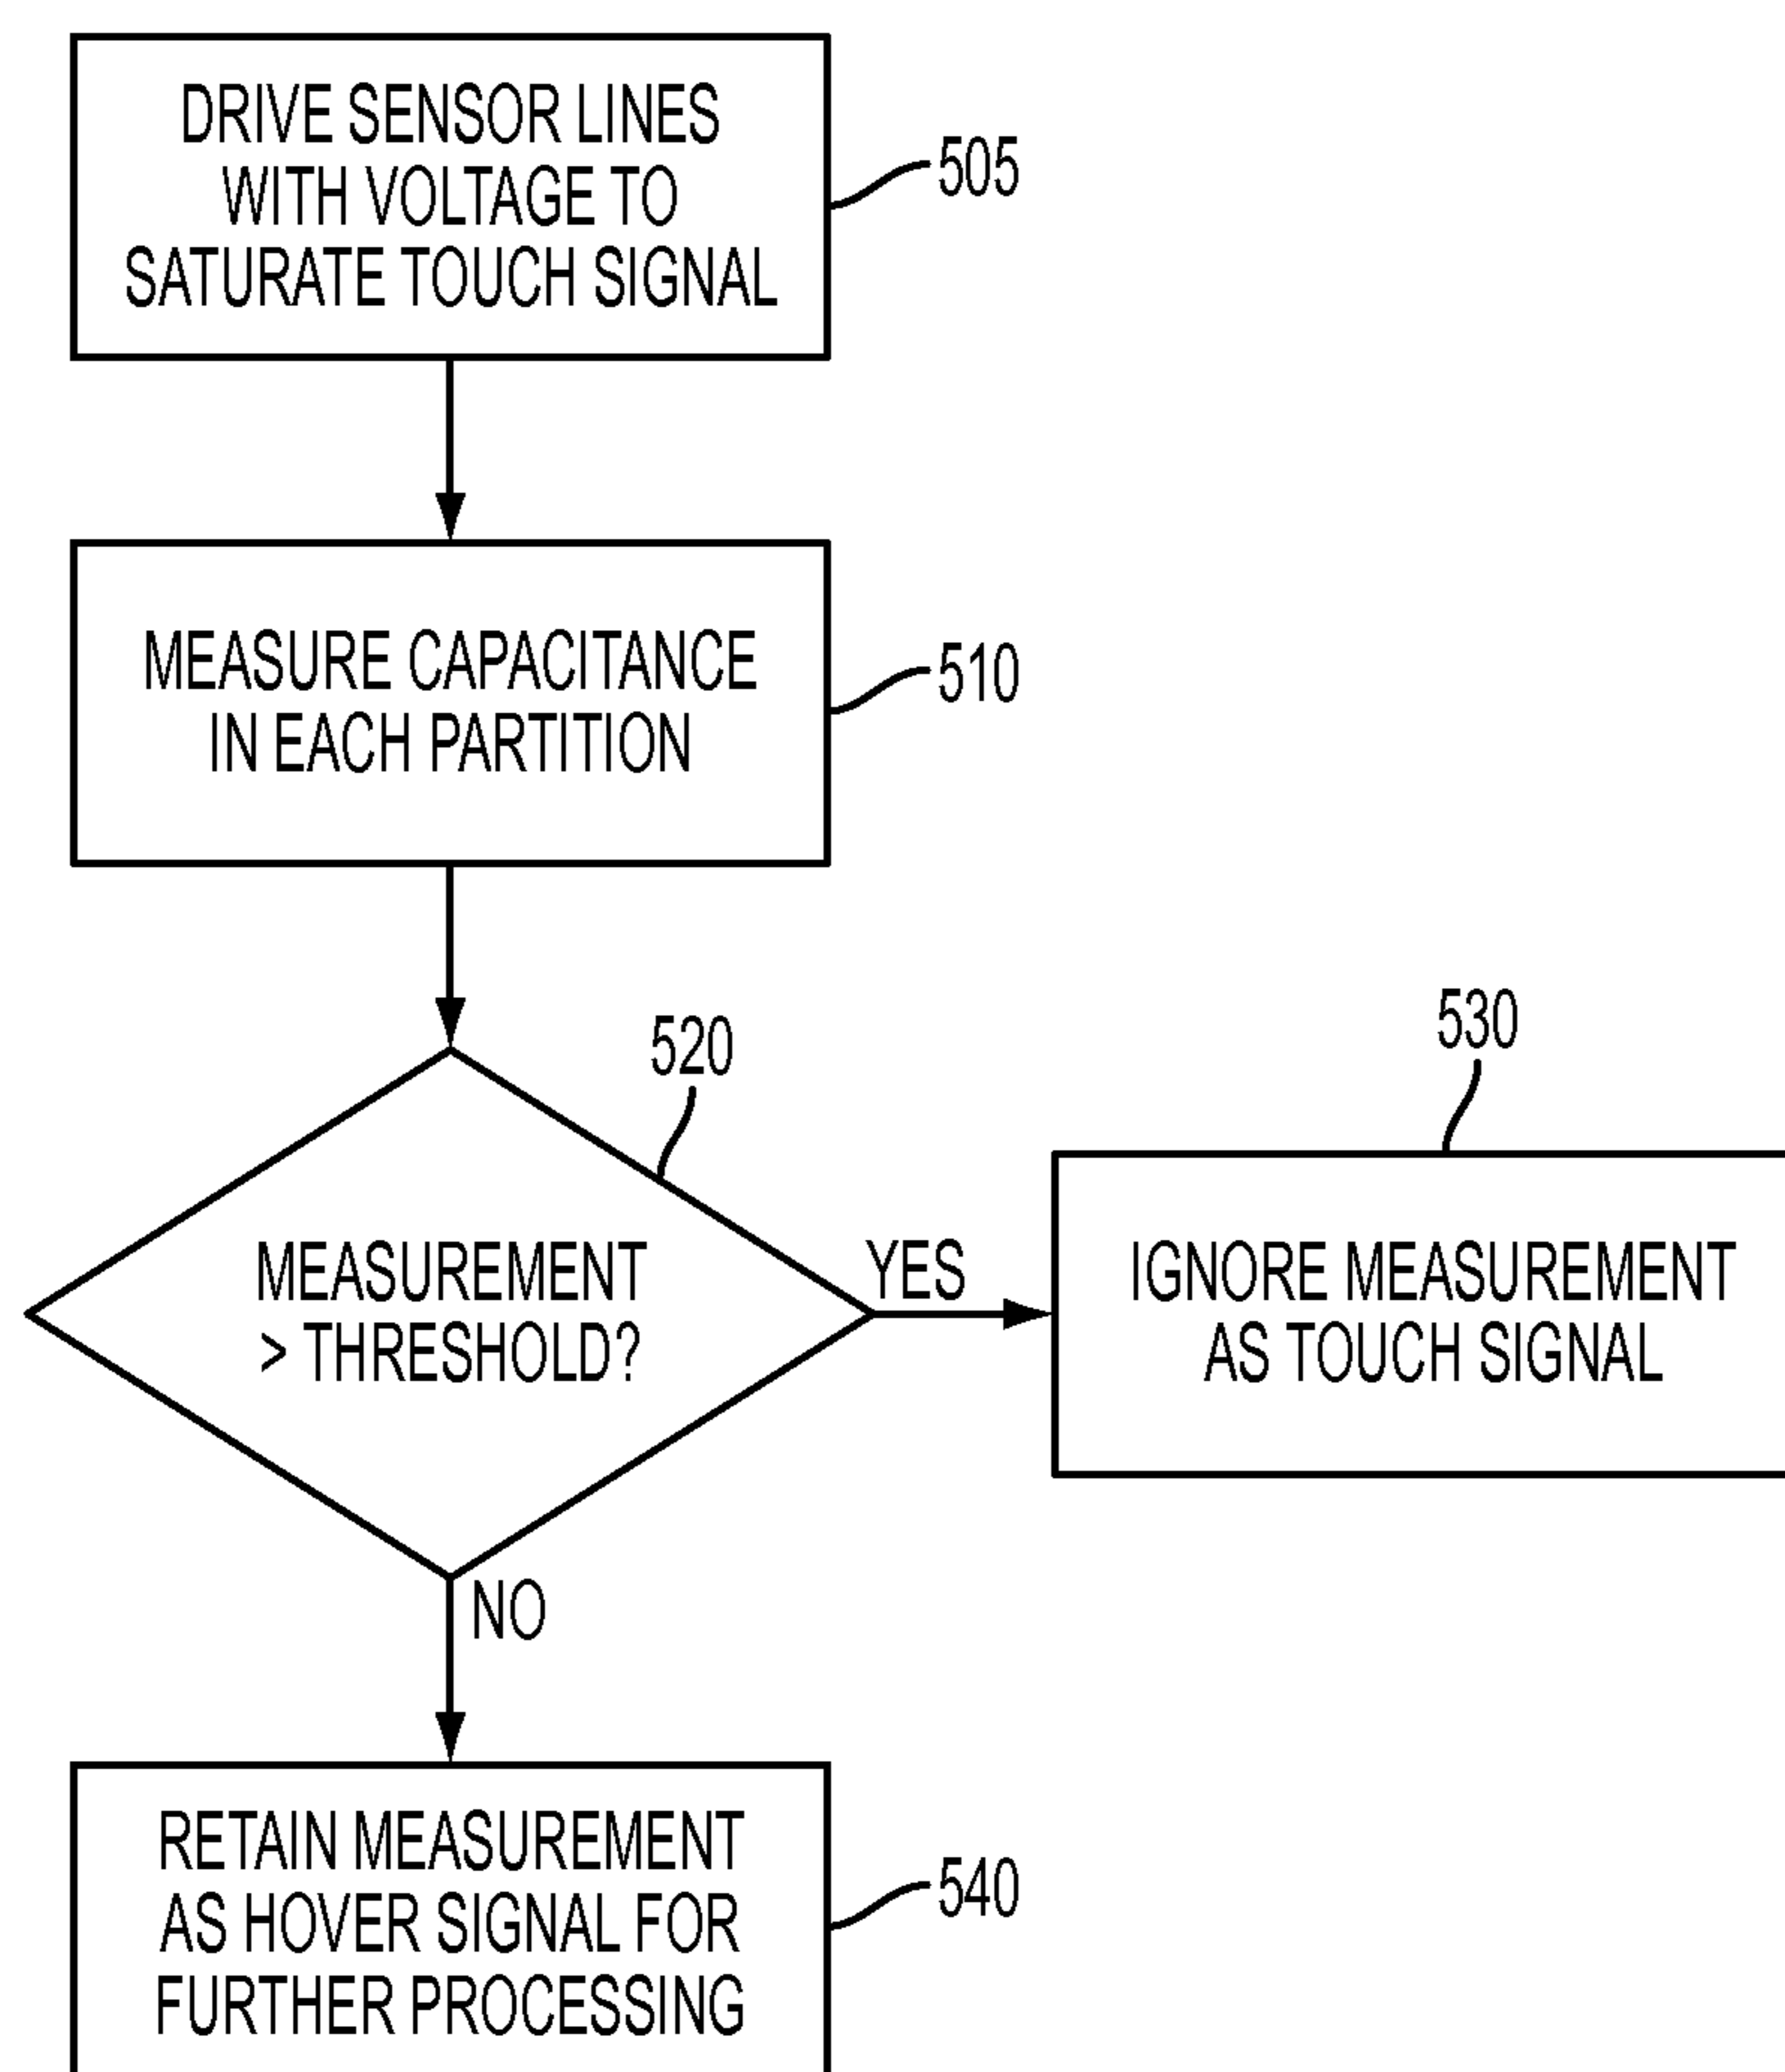 DRIVE SENSOR LINES
WITH VOLTAGE TO
SATURATE TOUCH SIGNAL
505
MEASURE CAPACITANCE
IN EACH PARTITION
510
520
530
MEASUREMENT
> THRESHOLD?
YES
IGNORE MEASUREMENT
AS TOUCH SIGNAL
NO
RETAIN MEASUREMENT
AS HOVER SIGNAL FOR
FURTHER PROCESSING
540